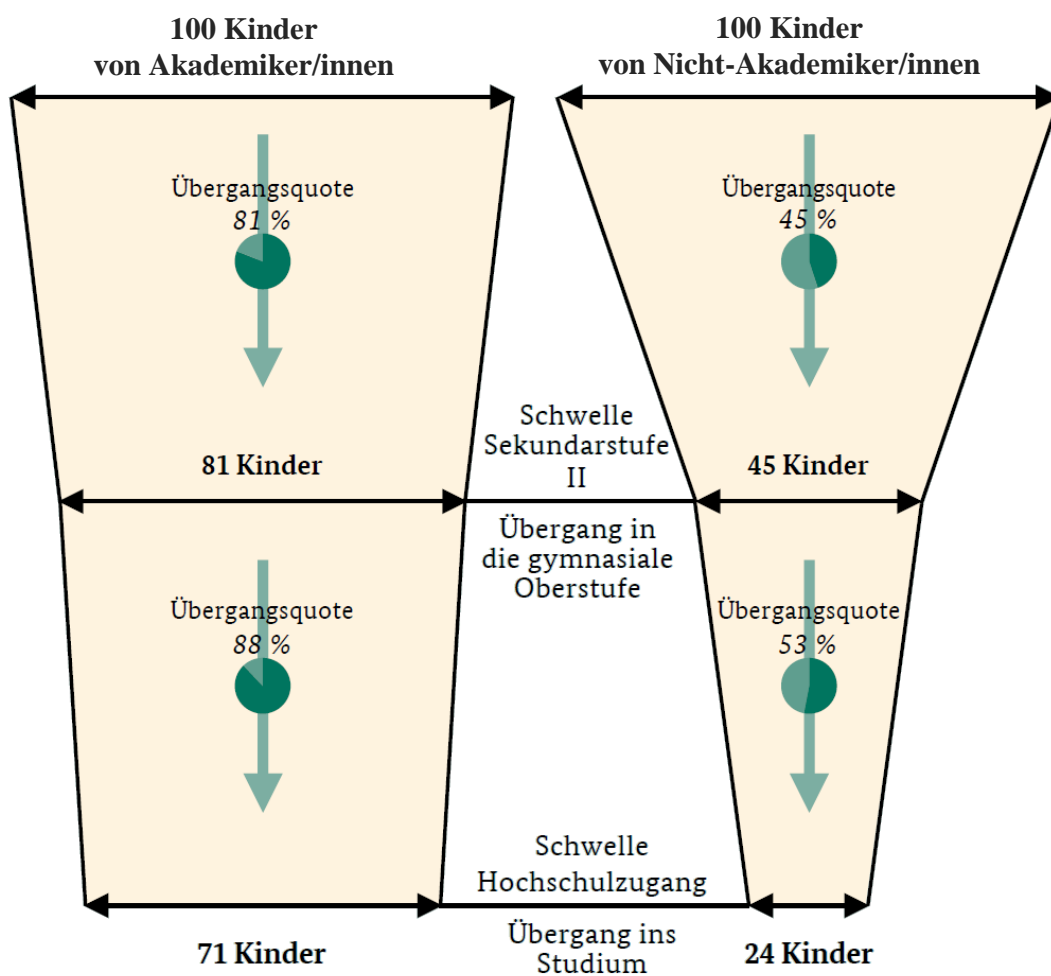 100 Kinder
von Akademiker/innen
100 Kinder
von Nicht-Akademiker/innen
Übergangsquote
81 %
Übergangsquote
45 %
Schwelle
Sekundarstufe
II
81 Kinder
45 Kinder
Übergang in
die gymnasiale
Oberstufe
Übergangsquote
88 %
Übergangsquote
53 %
Schwelle
Hochschulzugang
71 Kinder
Übergang ins
Studium
24 Kinder